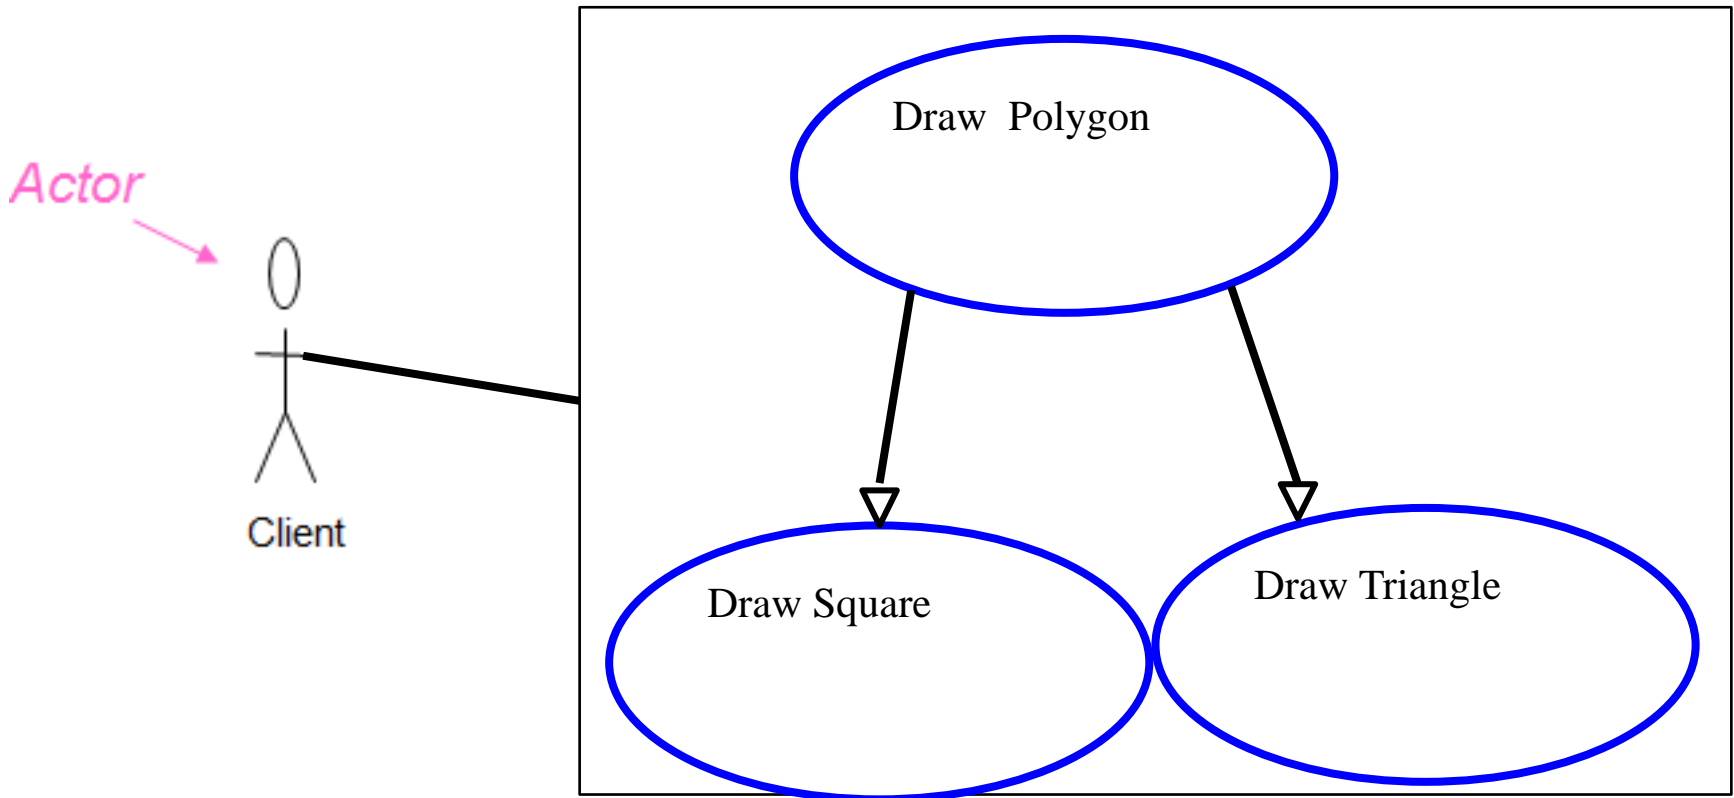 Draw  Polygon
Actor
Client
Draw Square
Draw Triangle